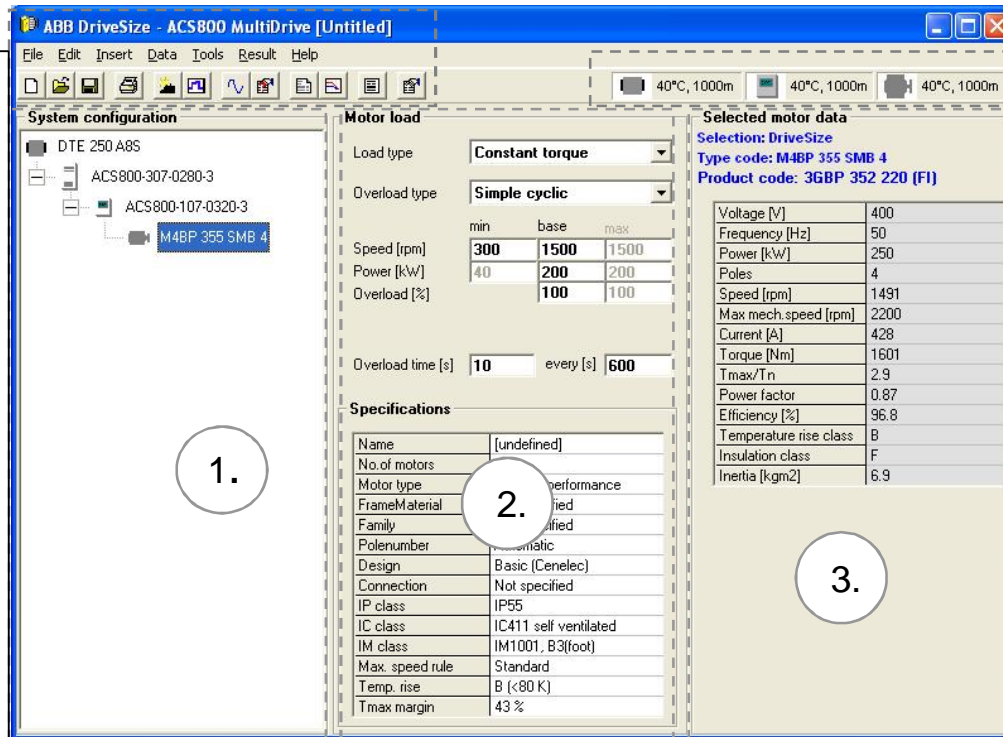 ABB DriveSize - ACS800 MultiDrive [Untitled]
File Edit Insert Data Tools Result Help
40°C, 1000m 40°C, 1000m 40°C, 1000m
System configuration
DTE 250 A8S
ACS800-307-0280-3
ACS800-107-0320-3
M4BP 355 SMB 4
1.
Motor load
Load type Constant torque
Overload type Simple cyclic
min base max
Speed [rpm] 300 1500 1500
Power [kW] 40 200 200
Overload [%] 100 100
Overload time [s] 10 every [s] 600
Specifications
Name [undefined]
No.of motors
Motor type performance
FrameMaterial
Family
Polenumber
Design Basic (Cenelec)
Connection Not specified
IP class IP55
IC class IC411 self ventilated
IM class IM1001, B3(foot)
Max. speed rule Standard
Temp. rise B (<80 K)
Tmax margin 43 %
2.
Selected motor data
Selection: DriveSize
Type code: M4BP 355 SMB 4
Product code: 3GBP 352 220 (FI)
Voltage [V] 400
Frequency [Hz] 50
Power [kW] 250
Poles 4
Speed [rpm] 1491
Max mech.speed [rpm] 2200
Current [A] 428
Torque [Nm] 1601
Tmax/Tn 2.9
Power factor 0.87
Efficiency [%] 96.8
Temperature rise class B
Insulation class F
Inertia [kgm2] 6.9
3.